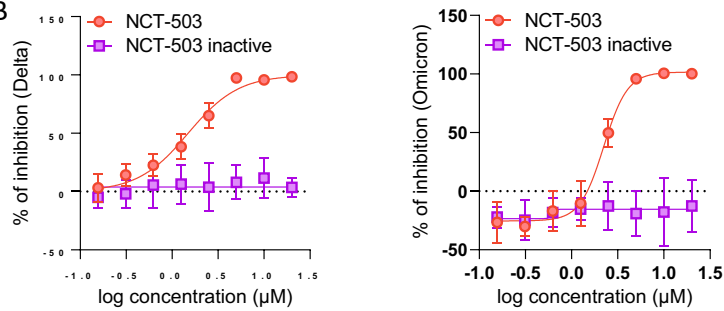 B
150
NCT-503
NCT-503 inactive
100
50
0
-50
-1.0 -0.5 0.0 0.5 1.0 1.5
% of inhibition (Delta)
log concentration (µM)
150
NCT-503
NCT-503 inactive
100
50
0
-50
-1.0 -0.5 0.0 0.5 1.0 1.5
% of inhibition (Omicron)
log concentration (µM)